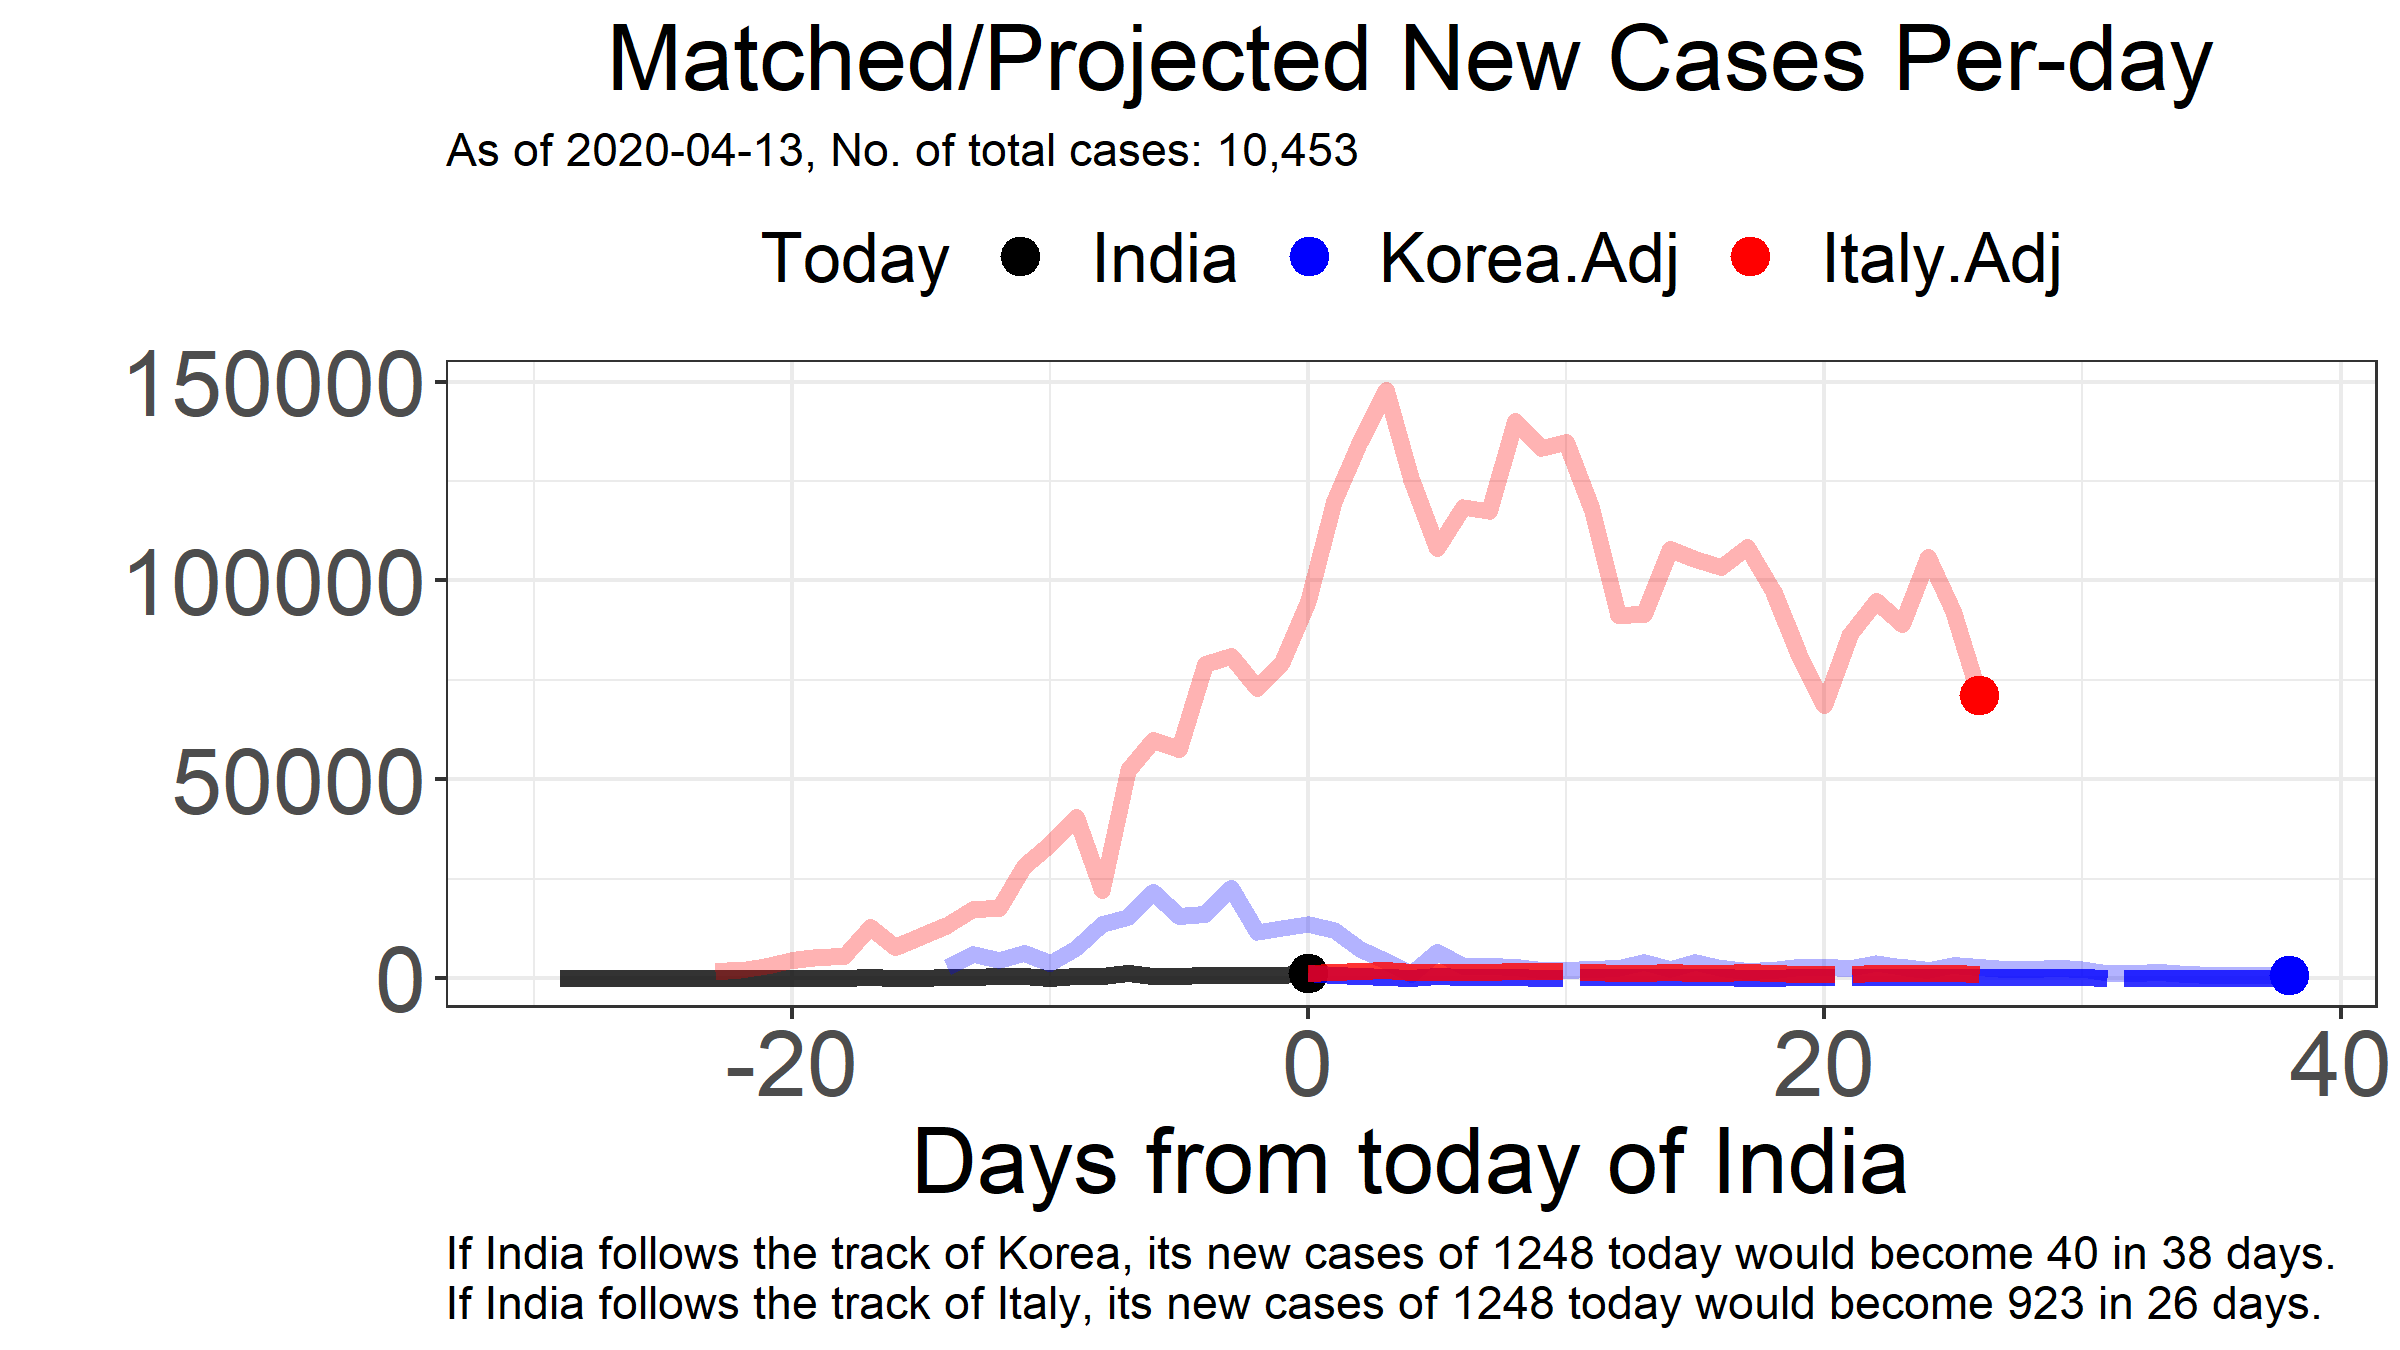 Matched/Projected New Cases Per-day
As of 2020-04-13, No. of total cases: 10,453
Today India Korea.Adj Italy.Adj
150000
100000
50000
0
-20 0 20 40
Days from today of India
If India follows the track of Korea, its new cases of 1248 today would become 40 in 38 days.
If India follows the track of Italy, its new cases of 1248 today would become 923 in 26 days.